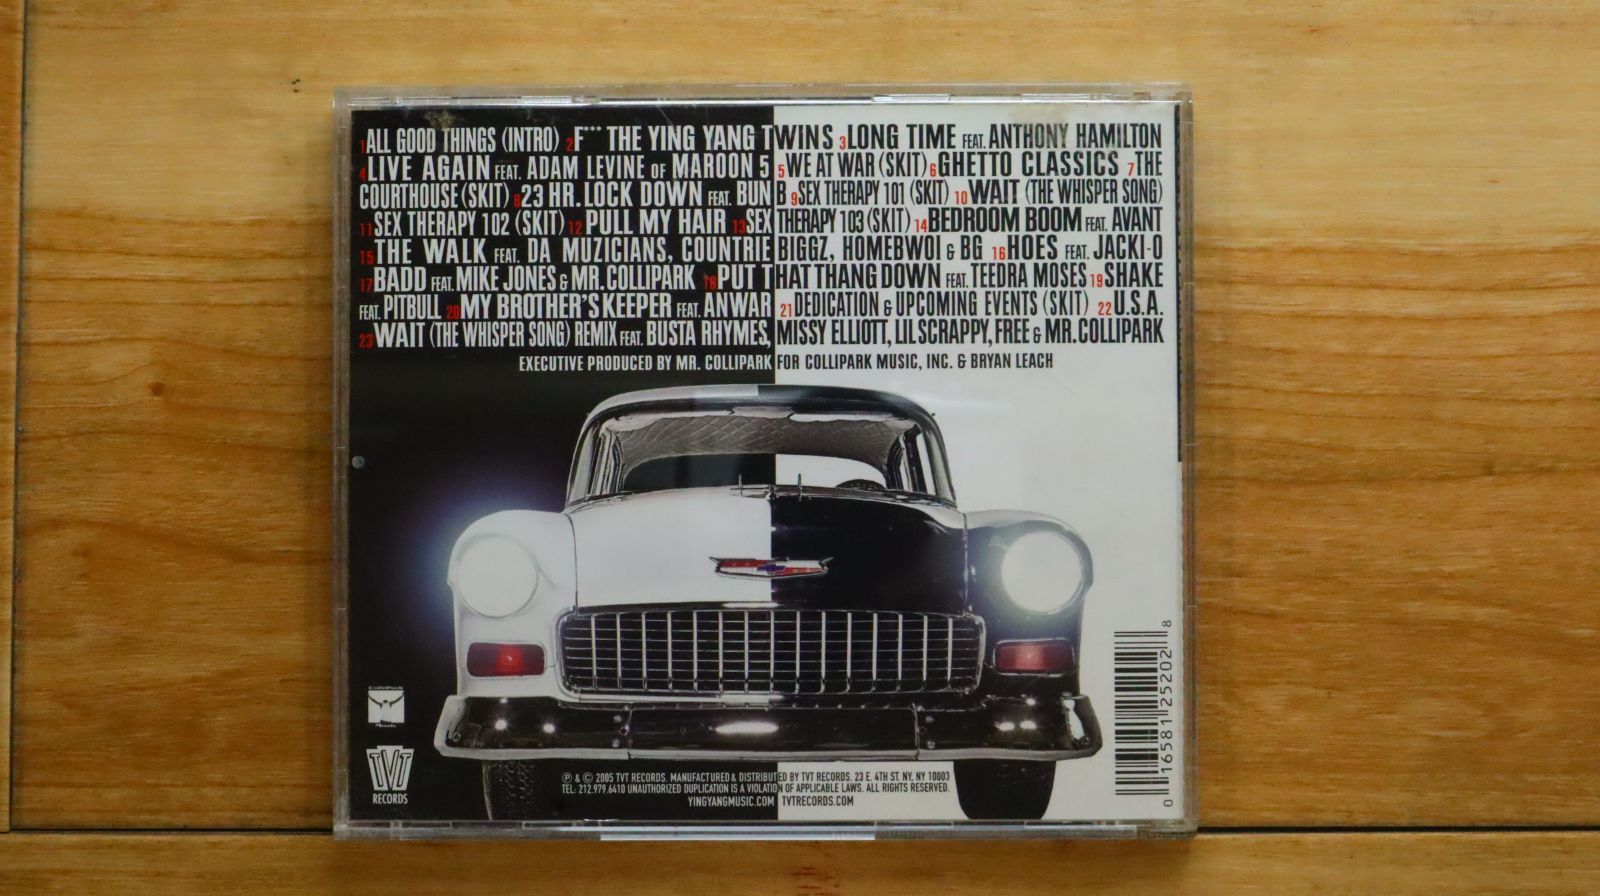 1 ALL GOOD THINGS (INTRO) 2 F*** THE YING YANG TWINS 3 LONG TIME FEAT. ANTHONY HAMILTON
4 LIVE AGAIN FEAT. ADAM LEVINE OF MAROON 5 5 WE AT WAR (SKIT) 6 GHETTO CLASSICS 7 THE
COURTHOUSE (SKIT) 8 23 HR. LOCK DOWN FEAT. BUN B 9 SEX THERAPY 101 (SKIT) 10 WAIT (THE WHISPER SONG)
11 SEX THERAPY 102 (SKIT) 12 PULL MY HAIR 13 SEX THERAPY 103 (SKIT) 14 BEDROOM BOOM FEAT. AVANT
15 THE WALK FEAT. DA MUZICIANS, COUNTRIE BIGGZ, HOMEBWOI & BG 16 HOES FEAT. JACKI-O
17 BADD FEAT. MIKE JONES & MR. COLLIPARK 18 PUT THAT THANG DOWN FEAT. TEEDRA MOSES 19 SHAKE
FEAT. PITBULL 20 MY BROTHER'S KEEPER FEAT. ANWAR 21 DEDICATION & UPCOMING EVENTS (SKIT) 22 U.S.A.
23 WAIT (THE WHISPER SONG) REMIX FEAT. BUSTA RHYMES, MISSY ELLIOTT, LIL SCRAPPY, FREE & MR. COLLIPARK
EXECUTIVE PRODUCED BY MR. COLLIPARK FOR COLLIPARK MUSIC, INC. & BRYAN LEACH
ColliPark
Music
TVT
RECORDS
℗ & © 2005 TVT RECORDS. MANUFACTURED & DISTRIBUTED BY TVT RECORDS. 23 E. 4TH ST. NY, NY 10003
TEL: 212.979.6410 UNAUTHORIZED DUPLICATION IS A VIOLATION OF APPLICABLE LAWS. ALL RIGHTS RESERVED.
YINGYANGMUSIC.COM TVTRECORDS.COM
0 16581 25202 8